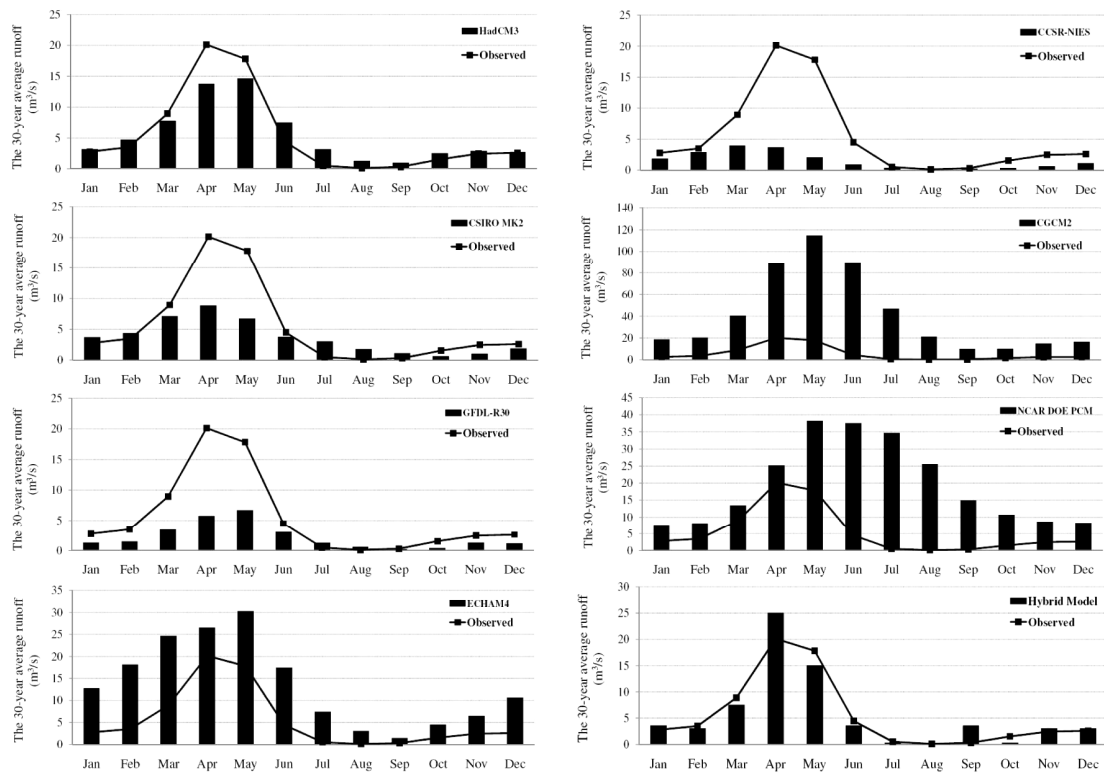 The 30-year average runoff
(m³/s)
25
20
15
10
5
0
HadCM3
Observed
Jan Feb Mar Apr May Jun Jul Aug Sep Oct Nov Dec
The 30-year average runoff
(m³/s)
25
20
15
10
5
0
CCSR-NIES
Observed
Jan Feb Mar Apr May Jun Jul Aug Sep Oct Nov Dec
The 30-year average runoff
(m³/s)
25
20
15
10
5
0
CSIRO MK2
Observed
Jan Feb Mar Apr May Jun Jul Aug Sep Oct Nov Dec
The 30-year average runoff
(m³/s)
140
120
100
80
60
40
20
0
CGCM2
Observed
Jan Feb Mar Apr May Jun Jul Aug Sep Oct Nov Dec
The 30-year average runoff
(m³/s)
25
20
15
10
5
0
GFDL-R30
Observed
Jan Feb Mar Apr May Jun Jul Aug Sep Oct Nov Dec
The 30-year average runoff
(m³/s)
45
40
35
30
25
20
15
10
5
0
NCAR DOE PCM
Observed
Jan Feb Mar Apr May Jun Jul Aug Sep Oct Nov Dec
The 30-year average runoff
(m³/s)
35
30
25
20
15
10
5
0
ECHAM4
Observed
Jan Feb Mar Apr May Jun Jul Aug Sep Oct Nov Dec
The 30-year average runoff
(m³/s)
30
25
20
15
10
5
0
Hybrid Model
Observed
Jan Feb Mar Apr May Jun Jul Aug Sep Oct Nov Dec